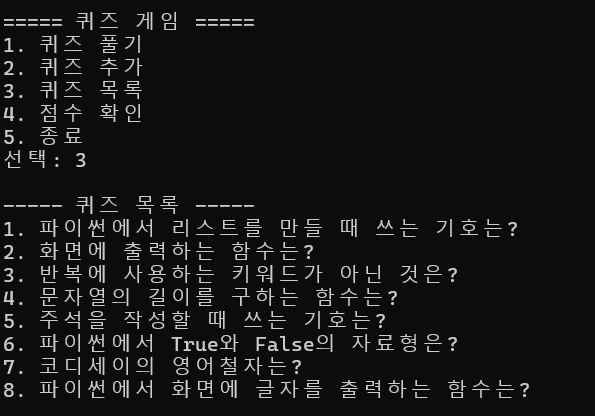 ===== 퀴즈 게임 =====
1. 퀴즈 풀기
2. 퀴즈 추가
3. 퀴즈 목록
4. 점수 확인
5. 종료
선택: 3

----- 퀴즈 목록 -----
1. 파이썬에서 리스트를 만들 때 쓰는 기호는?
2. 화면에 출력하는 함수는?
3. 반복에 사용하는 키워드가 아닌 것은?
4. 문자열의 길이를 구하는 함수는?
5. 주석을 작성할 때 쓰는 기호는?
6. 파이썬에서 True와 False의 자료형은?
7. 코디세이의 영어철자는?
8. 파이썬에서 화면에 글자를 출력하는 함수는?